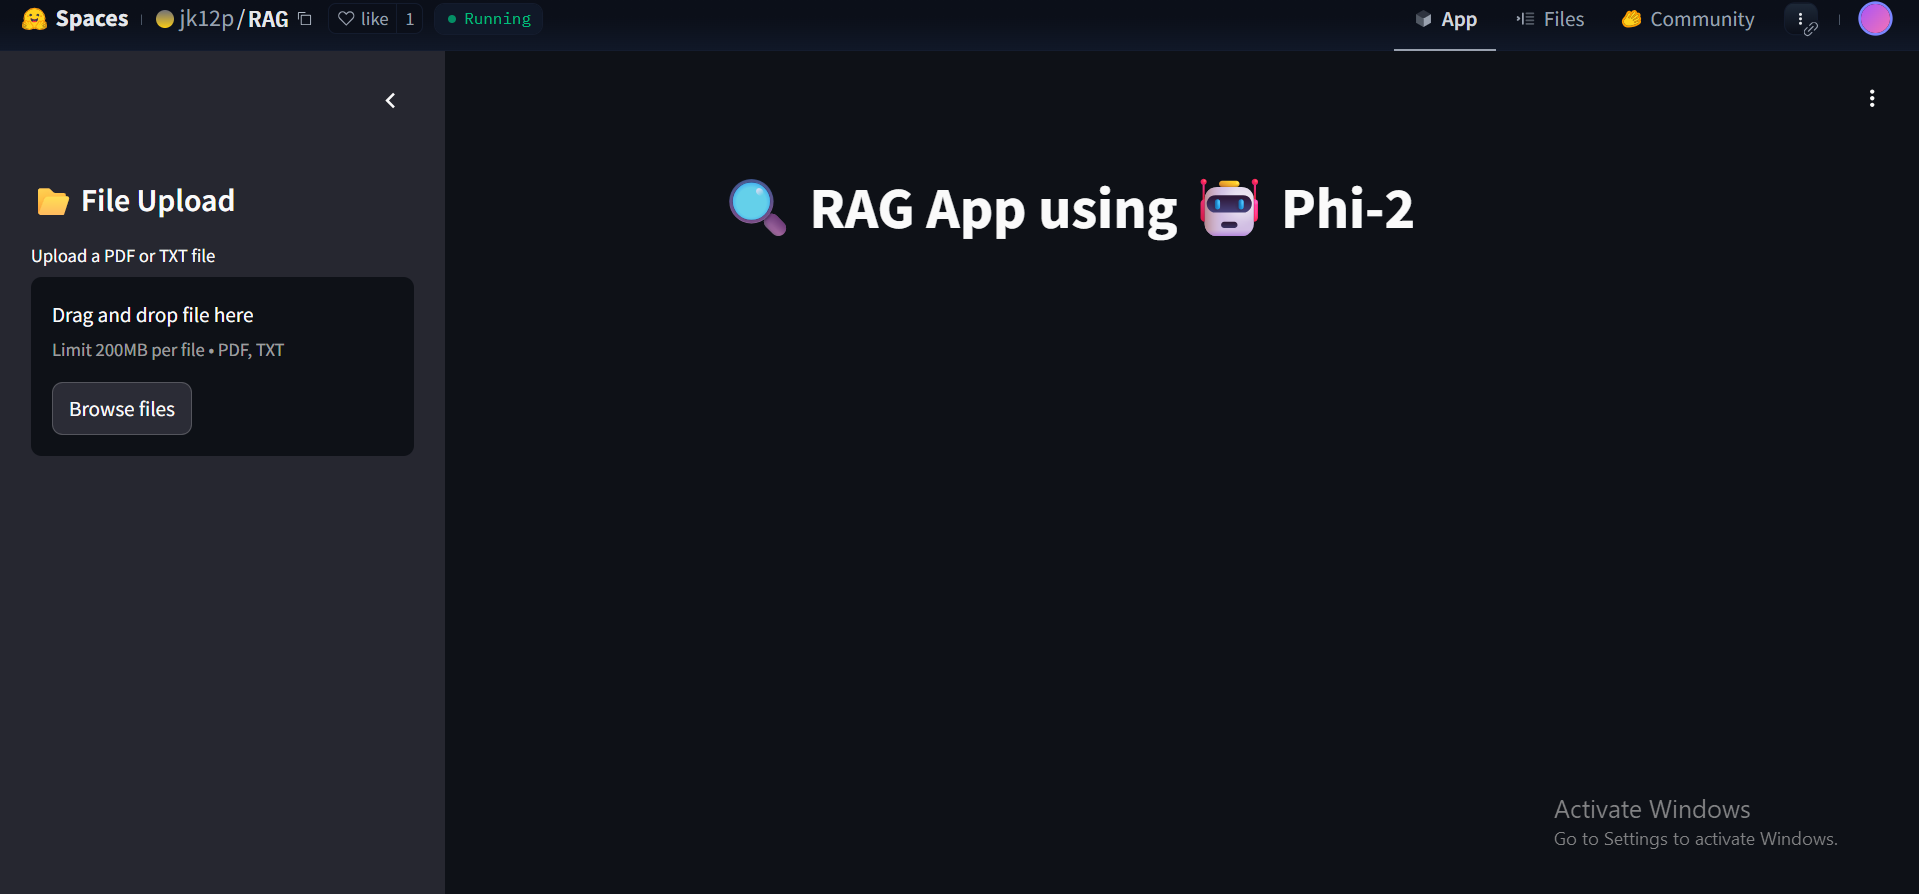 Spaces jk12p/RAG like 1 Running App Files Community
File Upload
Upload a PDF or TXT file
Drag and drop file here
Limit 200MB per file • PDF, TXT
Browse files
RAG App using Phi-2
Activate Windows
Go to Settings to activate Windows.